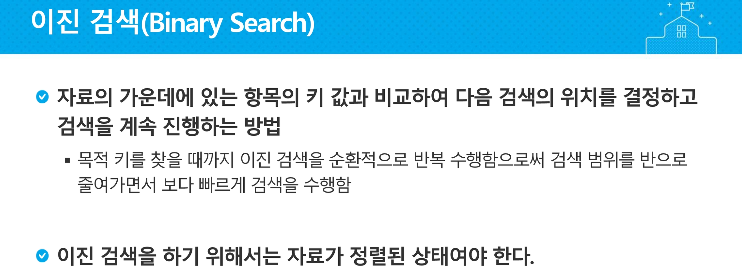 이진 검색(Binary Search)
자료의 가운데에 있는 항목의 키 값과 비교하여 다음 검색의 위치를 결정하고
검색을 계속 진행하는 방법
목적 키를 찾을 때까지 이진 검색을 순환적으로 반복 수행함으로써 검색 범위를 반으로
줄여가면서 보다 빠르게 검색을 수행함
이진 검색을 하기 위해서는 자료가 정렬된 상태여야 한다.